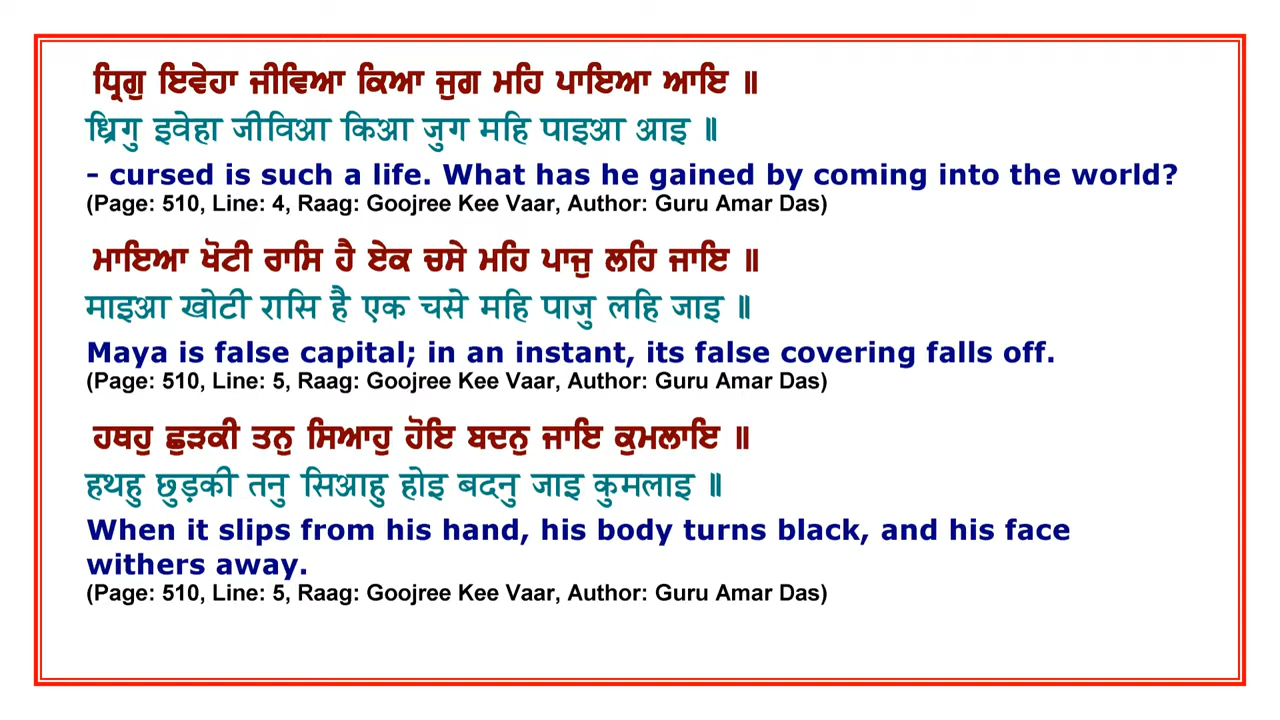 ਧ੍ਰਿਗੁ ਇਵੇਹਾ ਜੀਵਿਆ ਕਿਆ ਜੁਗ ਮਹਿ ਪਾਇਆ ਆਇ ॥
ध्रिगु इवेहा जीविआ किआ जुग महि पाइआ आइ ॥
- cursed is such a life. What has he gained by coming into the world?
(Page: 510, Line: 4, Raag: Goojree Kee Vaar, Author: Guru Amar Das)
ਮਾਇਆ ਖੋਟੀ ਰਾਸਿ ਹੈ ਏਕ ਚਸੇ ਮਹਿ ਪਾਜੁ ਲਹਿ ਜਾਇ ॥
माइआ खोटी रासि है एक चसे महि पाजु लहि जाइ ॥
Maya is false capital; in an instant, its false covering falls off.
(Page: 510, Line: 5, Raag: Goojree Kee Vaar, Author: Guru Amar Das)
ਹਥਹੁ ਛੁੜਕੀ ਤਨੁ ਸਿਆਹੁ ਹੋਇ ਬਦਨੁ ਜਾਇ ਕੁਮਲਾਇ ॥
हथहु छुड़की तनु सिआहु होइ बदनु जाइ कुमलाइ ॥
When it slips from his hand, his body turns black, and his face
withers away.
(Page: 510, Line: 5, Raag: Goojree Kee Vaar, Author: Guru Amar Das)